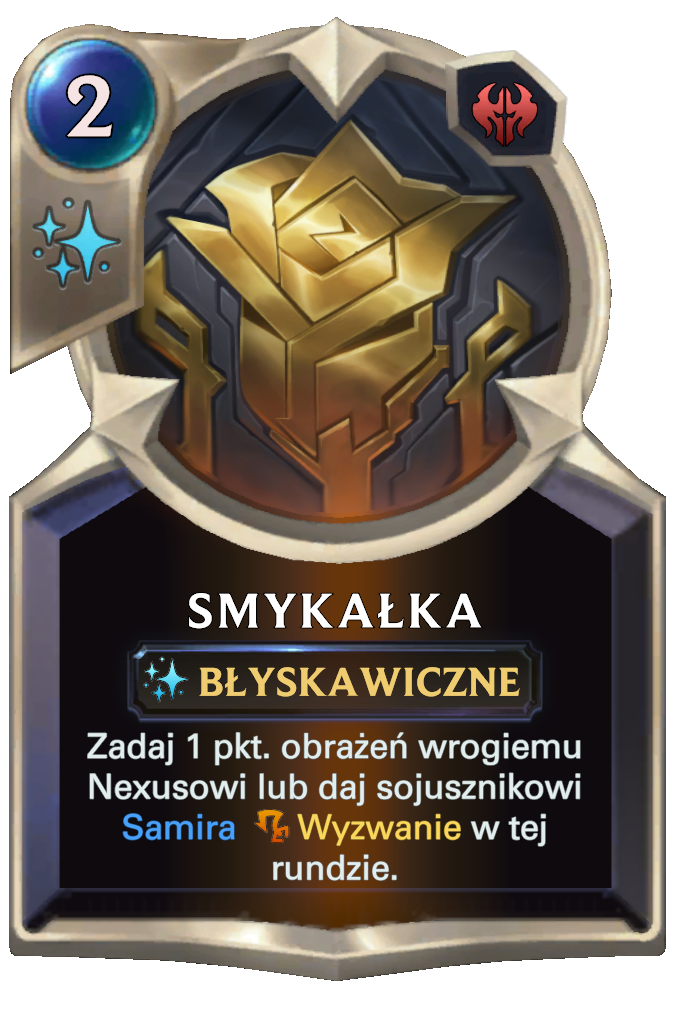 2
SMYKAŁKA
BŁYSKAWICZNE
Zadaj 1 pkt. obrażeń wrogiemu
Nexusowi lub daj sojusznikowi
Samira Wyzwanie w tej
rundzie.